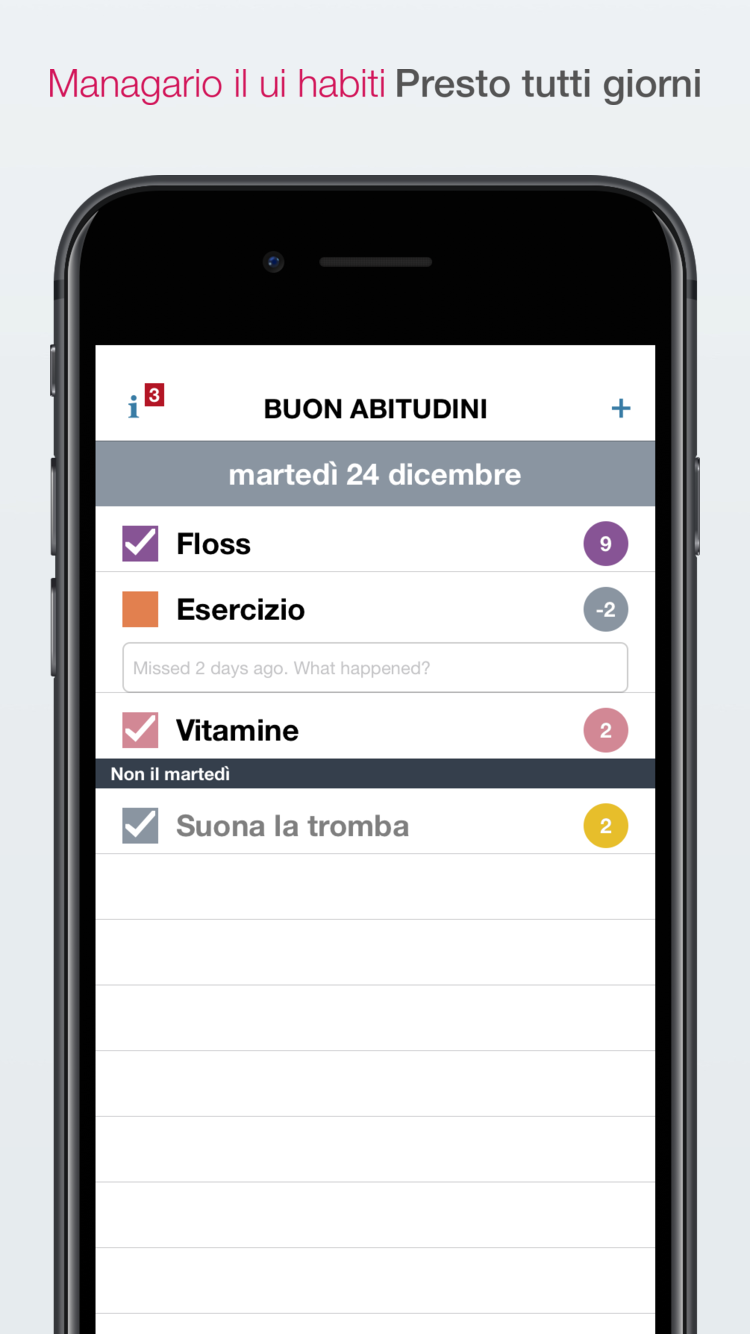 Managario il ui habiti Presto tutti giorni
i 3
BUON ABITUDINI
+
martedì 24 dicembre
Floss 9
Esercizio -2
Missed 2 days ago. What happened?
Vitamine 2
Non il martedì
Suona la tromba 2